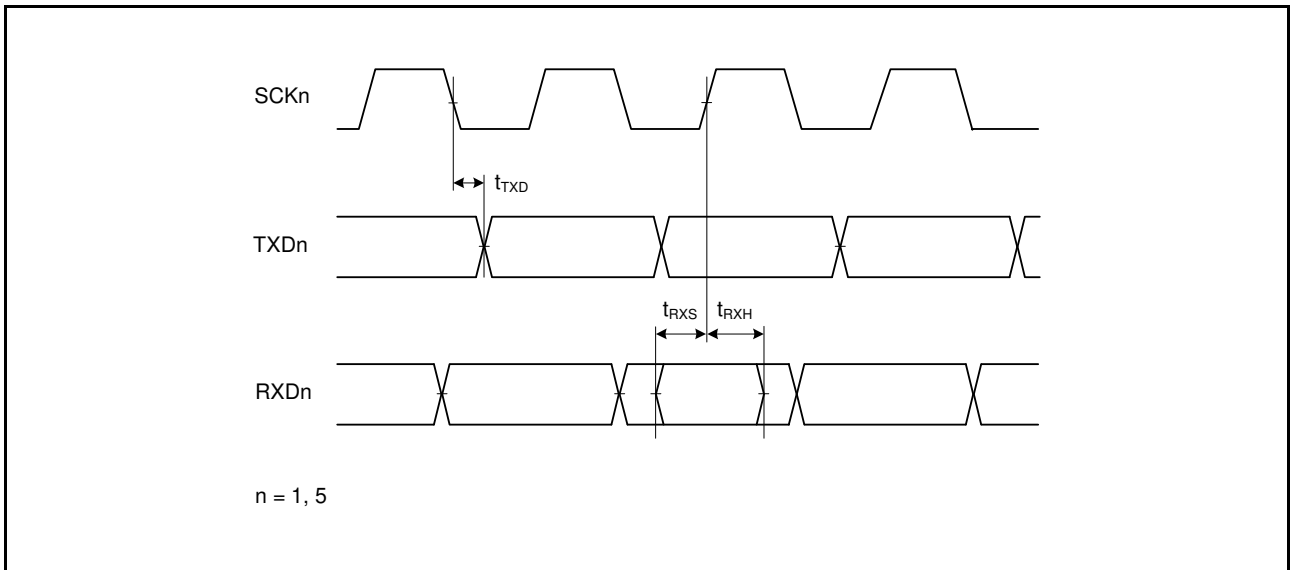 SCKn
tTXD
TXDn
tRXS tRXH
RXDn
n = 1, 5